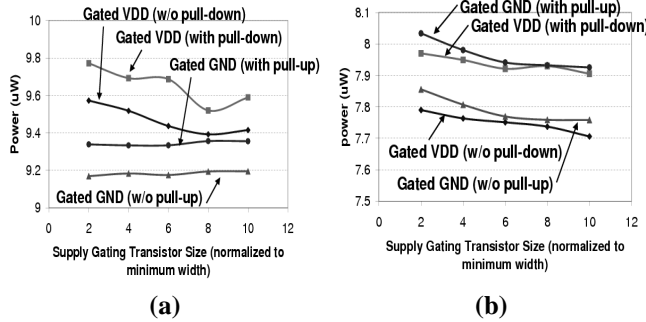 Gated VDD (w/o pull-down)
Gated VDD (with pull-down)
Gated GND (with pull-up)
Gated GND (w/o pull-up)
Power (uW)
10
9.8
9.6
9.4
9.2
9
0 2 4 6 8 10 12
Supply Gating Transistor Size (normalized to
minimum width)
(a)
Gated GND (with pull-up)
Gated VDD (with pull-down)
Gated VDD (w/o pull-down)
Gated GND (w/o pull-up)
power (uW)
8.1
8
7.9
7.8
7.7
7.6
7.5
0 2 4 6 8 10 12
Supply Gating Transistor Size (normalized to
minimum width)
(b)